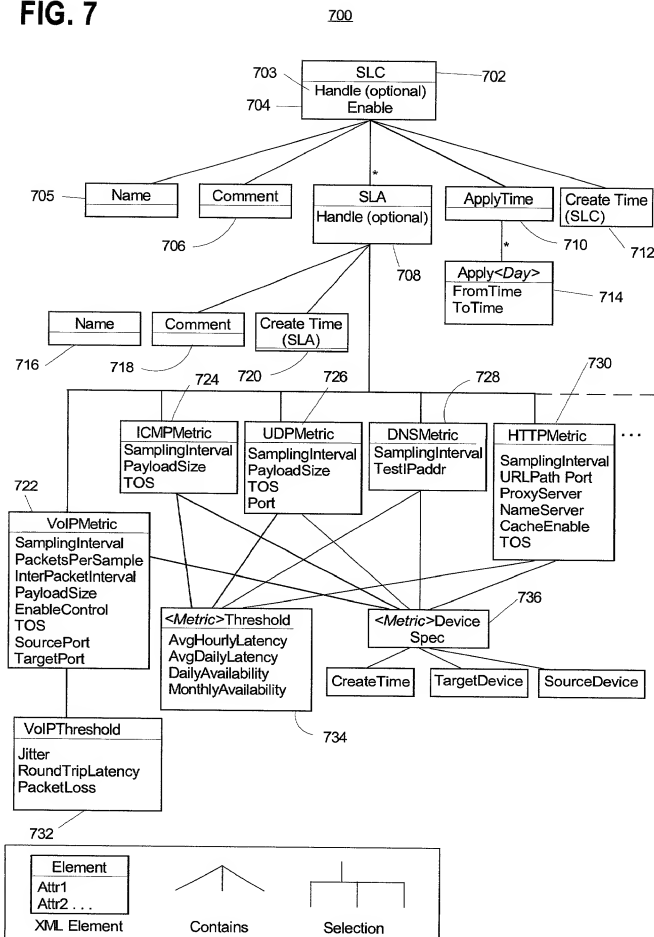 FIG. 7
700
703
SLC
702
704
Handle (optional)
Enable
705
Name
Comment
706
*
SLA
Handle (optional)
708
ApplyTime
710
Create Time
(SLC)
712
*
Apply<Day>
FromTime
ToTime
714
Name
716
Comment
718
Create Time
(SLA)
720
724
726
728
730
ICMPMetric
SamplingInterval
PayloadSize
TOS
UDPMetric
SamplingInterval
PayloadSize
TOS
Port
DNSMetric
SamplingInterval
TestIPaddr
HTTPMetric
SamplingInterval
URLPath Port
ProxyServer
NameServer
CacheEnable
TOS
...
722
VoIPMetric
SamplingInterval
PacketsPerSample
InterPacketInterval
PayloadSize
EnableControl
TOS
SourcePort
TargetPort
<Metric>Threshold
AvgHourlyLatency
AvgDailyLatency
DailyAvailability
MonthlyAvailability
734
<Metric>Device
Spec
736
CreateTime
TargetDevice
SourceDevice
VoIPThreshold
Jitter
RoundTripLatency
PacketLoss
732
Element
Attr1
Attr2 . . .
XML Element
Contains
Selection